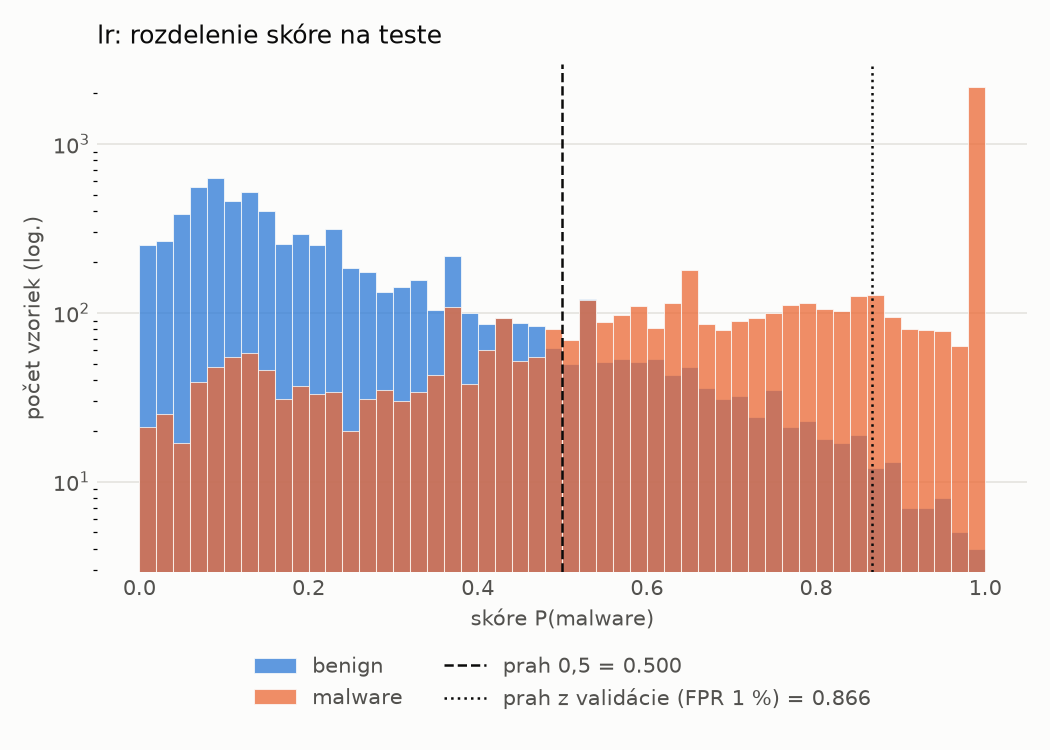 lr: rozdelenie skóre na teste
počet vzoriek (log.)
10³
10²
10¹
0.0 0.2 0.4 0.6 0.8 1.0
skóre P(malware)
benign
malware
prah 0,5 = 0.500
prah z validácie (FPR 1 %) = 0.866